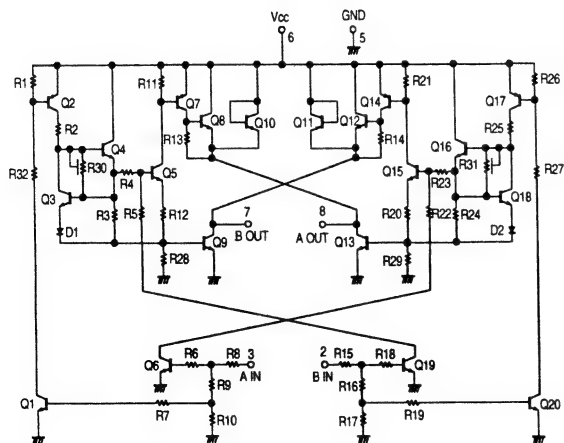 Vcc GND
6 5
R1 R11 R21 R26
Q2 Q7 Q8 Q10 Q11 Q12 Q14 Q17
R2 R13 R14 R25
Q4 Q16
R30 R31
R32 R4 Q5 Q15 R23 R27
Q3 Q18
R3 R5 R12 7 8 R20 R22 R24
D1 B OUT A OUT D2
Q9 Q13
R28 R29
R6 R8 3 2 R15 R18
Q6 A IN B IN Q19
R9 R16
Q1 R7 R19 Q20
R10 R17